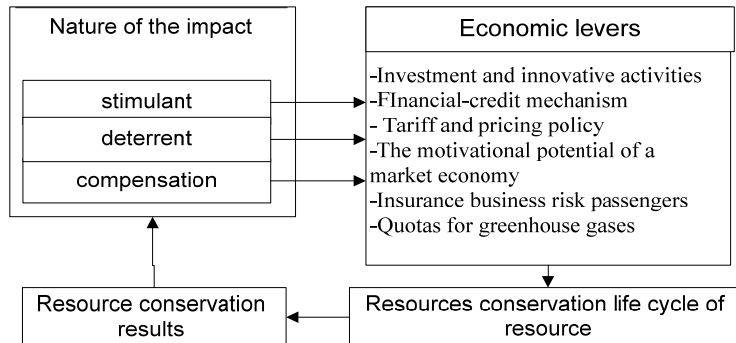 Nature of the impact
stimulant
deterrent
compensation
Economic levers
-Investment and innovative activities
-FInancial-credit mechanism
- Tariff and pricing policy
-The motivational potential of a
market economy
-Insurance business risk passengers
-Quotas for greenhouse gases
Resource conservation
results
Resources conservation life cycle of
resource